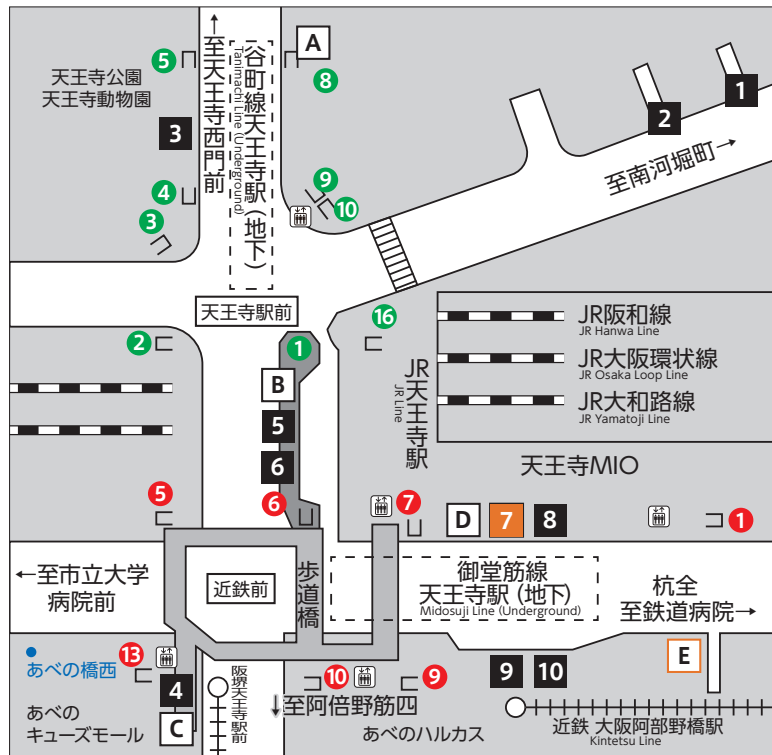 ↑至天王寺西門前
谷町線天王寺駅(地下)
Tanimachi Line (Underground)
A
5
8
天王寺公園
天王寺動物園
3
1
2
至南河堀町→
4
3
9
10
天王寺駅前
2
1
16
JR天王寺駅
JR Line
JR阪和線
JR Hanwa Line
JR大阪環状線
JR Osaka Loop Line
JR大和路線
JR Yamatoji Line
天王寺MIO
B
5
6
5
6
7
D
7
8
1
←至市立大学
病院前
近鉄前
歩道橋
御堂筋線
天王寺駅(地下)
Midosuji Line (Underground)
杭全
至鉄道病院→
あべの橋西
13
4
C
あべの
キューズモール
阪堺天王寺駅前
10
9
↓至阿倍野筋四
あべのハルカス
9
10
E
近鉄 大阪阿部野橋駅
Kintetsu Line